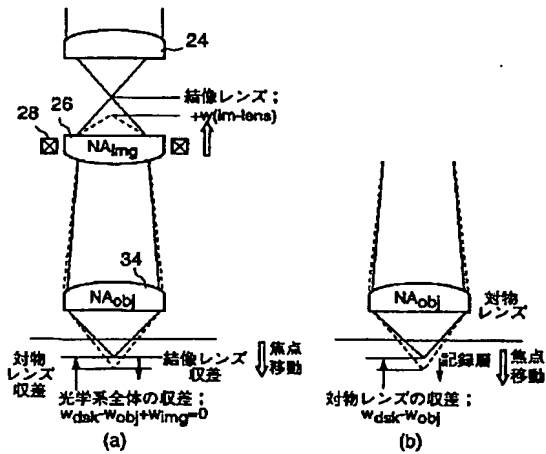 24
結像レンズ；
+w(im-lens)
28
26
NAimg
34
NAobj
対物
レンズ
収差
結像レンズ
収差
焦点
移動
光学系全体の収差；
wdsk-wobj+wimg=0
(a)
NAobj
対物
レンズ
記録層
焦点
移動
対物レンズの収差；
wdsk-wobj
(b)